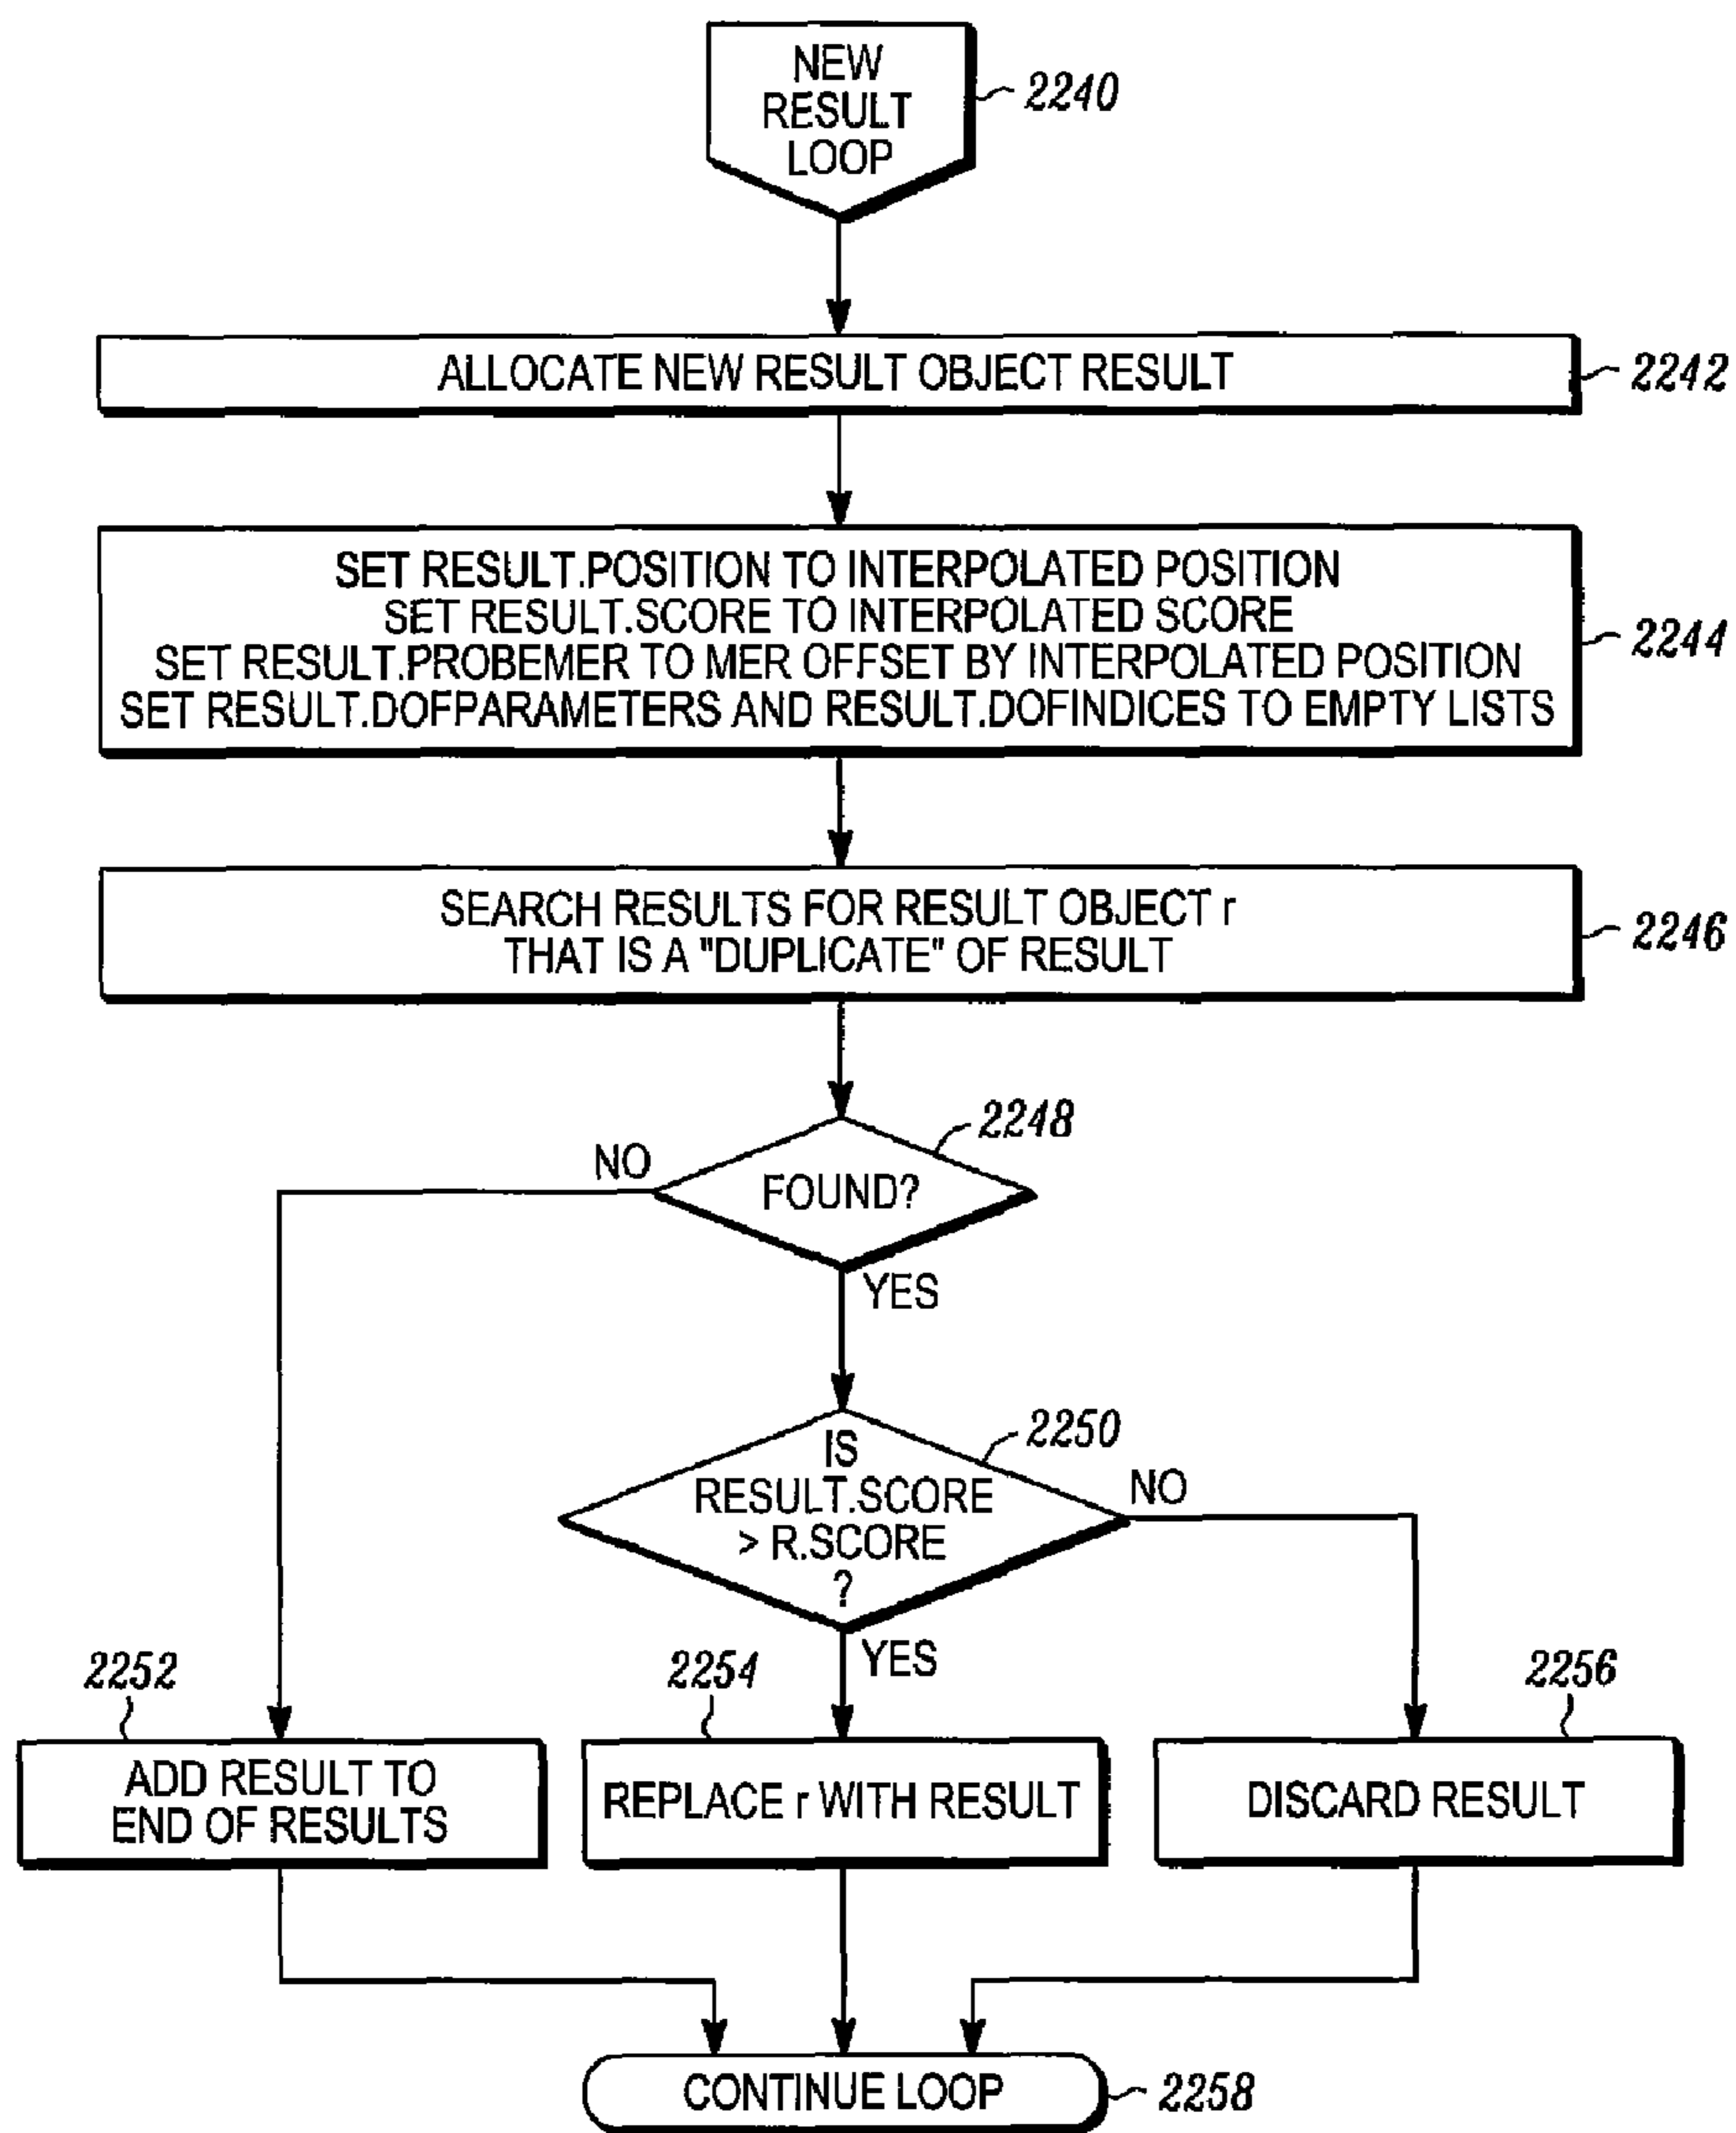 NEW
RESULT
LOOP
2240
ALLOCATE NEW RESULT OBJECT RESULT
2242
SET RESULT.POSITION TO INTERPOLATED POSITION
SET RESULT.SCORE TO INTERPOLATED SCORE
SET RESULT.PROBEMER TO MER OFFSET BY INTERPOLATED POSITION
SET RESULT.DOFPARAMETERS AND RESULT.DOFINDICES TO EMPTY LISTS
2244
SEARCH RESULTS FOR RESULT OBJECT r
THAT IS A "DUPLICATE" OF RESULT
2246
2248
NO
FOUND?
YES
2250
IS
RESULT.SCORE
> R.SCORE
?
NO
YES
2252
2254
2256
ADD RESULT TO
END OF RESULTS
REPLACE r WITH RESULT
DISCARD RESULT
CONTINUE LOOP
2258